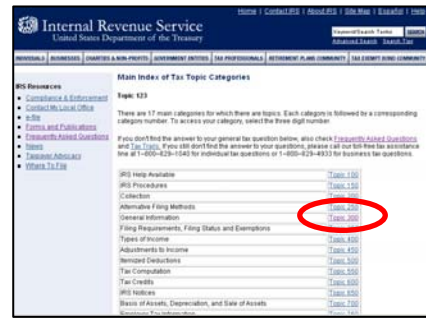 Home | Contact IRS | About IRS | Site Map | Español | Help
Internal Revenue Service
United States Department of the Treasury
Keyword/Search Terms
SEARCH
Advanced Search Search Tips
INDIVIDUALS BUSINESSES CHARITIES & NON-PROFITS GOVERNMENT ENTITIES TAX PROFESSIONALS RETIREMENT PLANS COMMUNITY TAX EXEMPT BOND COMMUNITY
IRS Resources
Compliance & Enforcement
Contact My Local Office
e-file
Forms and Publications
Frequently Asked Questions
News
Taxpayer Advocacy
Where To File
Main Index of Tax Topic Categories
Topic 123
There are 17 main categories for which there are topics. Each category is followed by a corresponding
category number. To access your category, select the three digit number.
If you don't find the answer to your general tax question below, also check Frequently Asked Questions
and Tax Trails. If you still don't find the answer to your questions, please call our toll-free tax assistance
line at 1-800-829-1040 for individual tax questions or 1-800-829-4933 for business tax questions.
IRS Help Available Topic 100
IRS Procedures Topic 150
Collection Topic 200
Alternative Filing Methods Topic 250
General Information Topic 300
Filing Requirements, Filing Status and Exemptions
Types of Income Topic 400
Adjustments to Income Topic 450
Itemized Deductions Topic 500
Tax Computation Topic 550
Tax Credits Topic 600
IRS Notices Topic 650
Basis of Assets, Depreciation, and Sale of Assets Topic 700
Employer Tax Information Topic 750